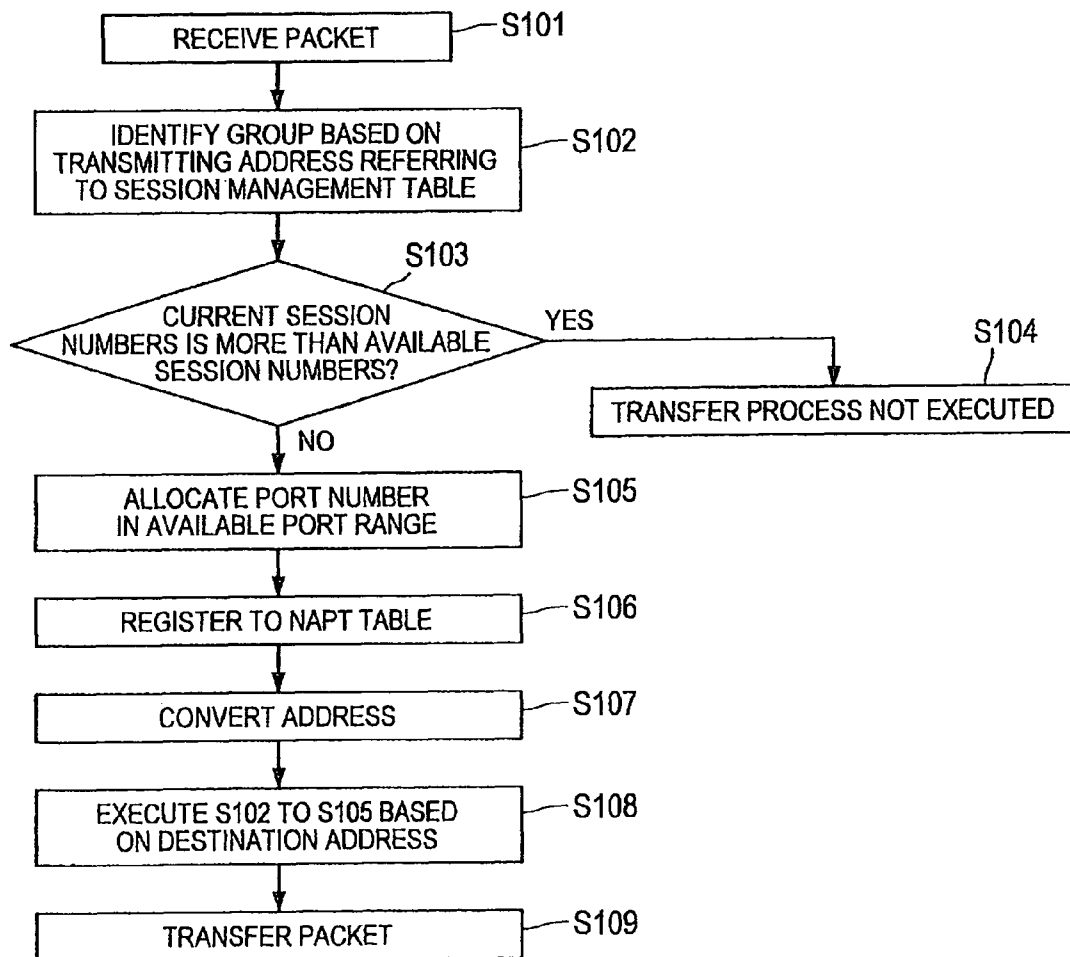 RECEIVE PACKET
S101
IDENTIFY GROUP BASED ON
TRANSMITTING ADDRESS REFERRING
TO SESSION MANAGEMENT TABLE
S102
S103
CURRENT SESSION
NUMBERS IS MORE THAN AVAILABLE
SESSION NUMBERS?
YES
S104
TRANSFER PROCESS NOT EXECUTED
NO
ALLOCATE PORT NUMBER
IN AVAILABLE PORT RANGE
S105
REGISTER TO NAPT TABLE
S106
CONVERT ADDRESS
S107
EXECUTE S102 TO S105 BASED
ON DESTINATION ADDRESS
S108
TRANSFER PACKET
S109